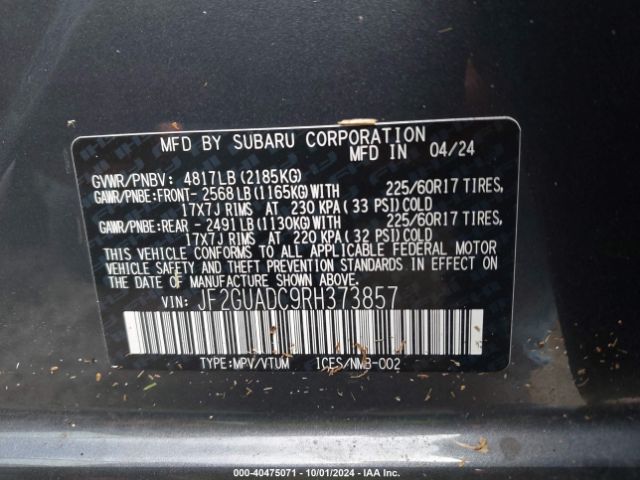 MFD BY SUBARU CORPORATION
MFD IN 04/24
GVWR/PNBV: 4817LB(2185KG)
GAWR/PNBE:FRONT- 2568LB(1165KG)WITH 225/60R17 TIRES,
17X7J RIMS AT 230 KPA(33 PSI)COLD
GAWR/PNBE:REAR - 2491LB(1130KG)WITH 225/60R17 TIRES,
17X7J RIMS AT 220 KPA(32 PSI)COLD
THIS VEHICLE CONFORMS TO ALL APPLICABLE FEDERAL MOTOR
VEHICLE SAFETY AND THEFT PREVENTION STANDARDS IN EFFECT
ON THE DATE OF MANUFACTURE SHOWN ABOVE.
VIN: JF2GUADC9RH373857
TYPE:MPV/VTUM ICES/NMB-002
000-40475071 | 10/01/2024 | IAA Inc.